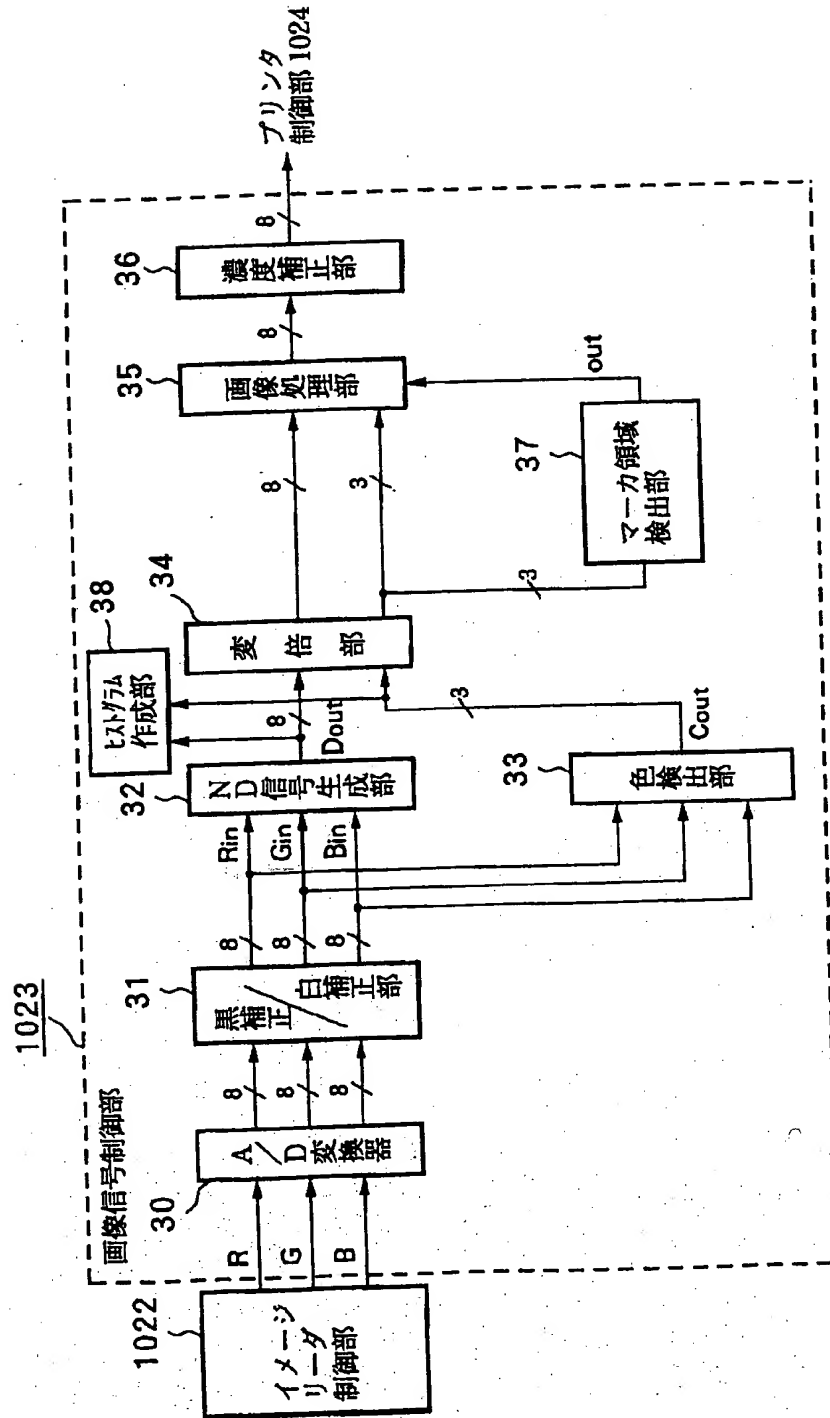 1023
画像信号制御部
1022
イメージ
リーダ
制御部
R
G
B
30
A/D変換器
8
8
8
31
黒補正/
白補正部
8
8
8
Rin
Gin
Bin
32
ND信号生成部
8
Dout
38
ヒストグラム
作成部
33
色検出部
Cout
3
34
変倍部
8
3
3
37
マーカ領域
検出部
out
35
画像処理部
8
36
濃度補正部
8
プリンタ
制御部 1024